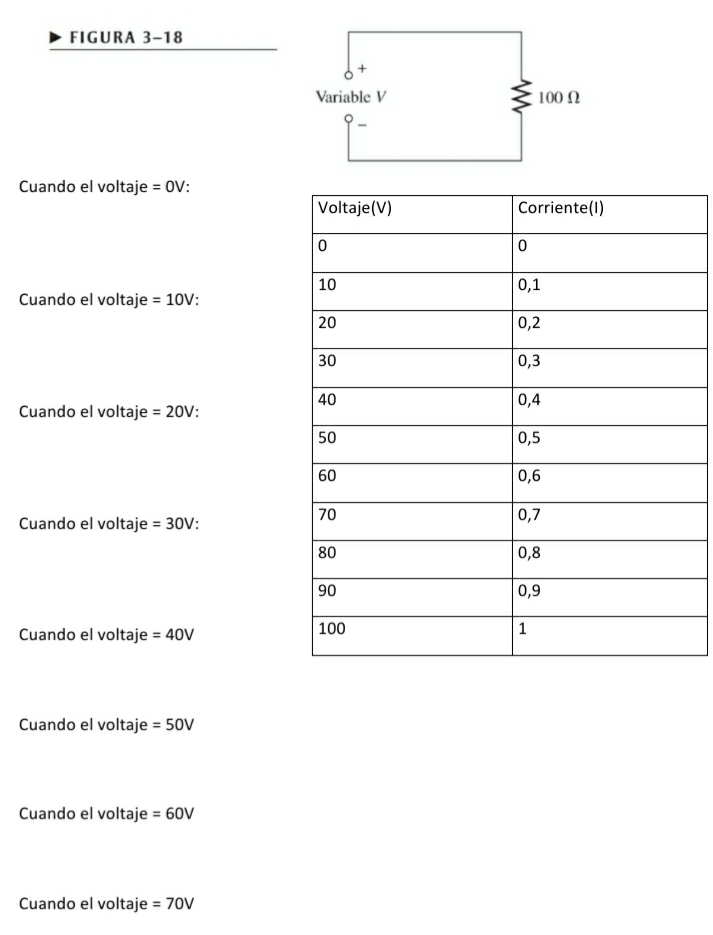 ► FIGURA 3–18
+
Variable V
100 Ω
–
Cuando el voltaje = 0V:
Cuando el voltaje = 10V:
Cuando el voltaje = 20V:
Cuando el voltaje = 30V:
Cuando el voltaje = 40V
Cuando el voltaje = 50V
Cuando el voltaje = 60V
Cuando el voltaje = 70V
Voltaje(V) Corriente(I)
0 0
10 0,1
20 0,2
30 0,3
40 0,4
50 0,5
60 0,6
70 0,7
80 0,8
90 0,9
100 1